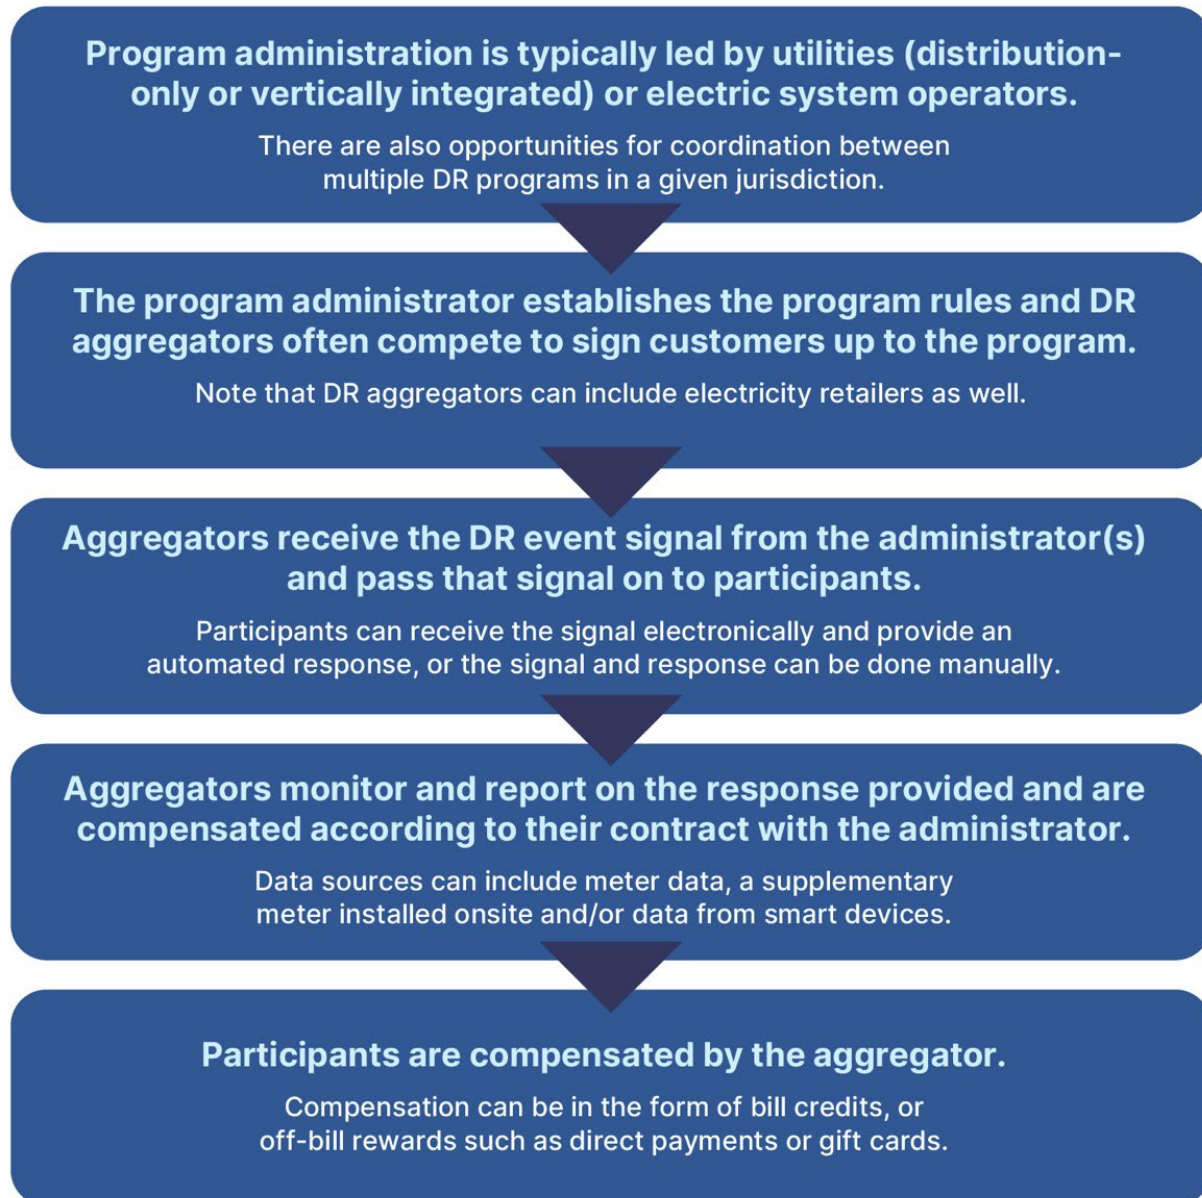 Program administration is typically led by utilities (distribution-
only or vertically integrated) or electric system operators.
There are also opportunities for coordination between
multiple DR programs in a given jurisdiction.
The program administrator establishes the program rules and DR
aggregators often compete to sign customers up to the program.
Note that DR aggregators can include electricity retailers as well.
Aggregators receive the DR event signal from the administrator(s)
and pass that signal on to participants.
Participants can receive the signal electronically and provide an
automated response, or the signal and response can be done manually.
Aggregators monitor and report on the response provided and are
compensated according to their contract with the administrator.
Data sources can include meter data, a supplementary
meter installed onsite and/or data from smart devices.
Participants are compensated by the aggregator.
Compensation can be in the form of bill credits, or
off-bill rewards such as direct payments or gift cards.